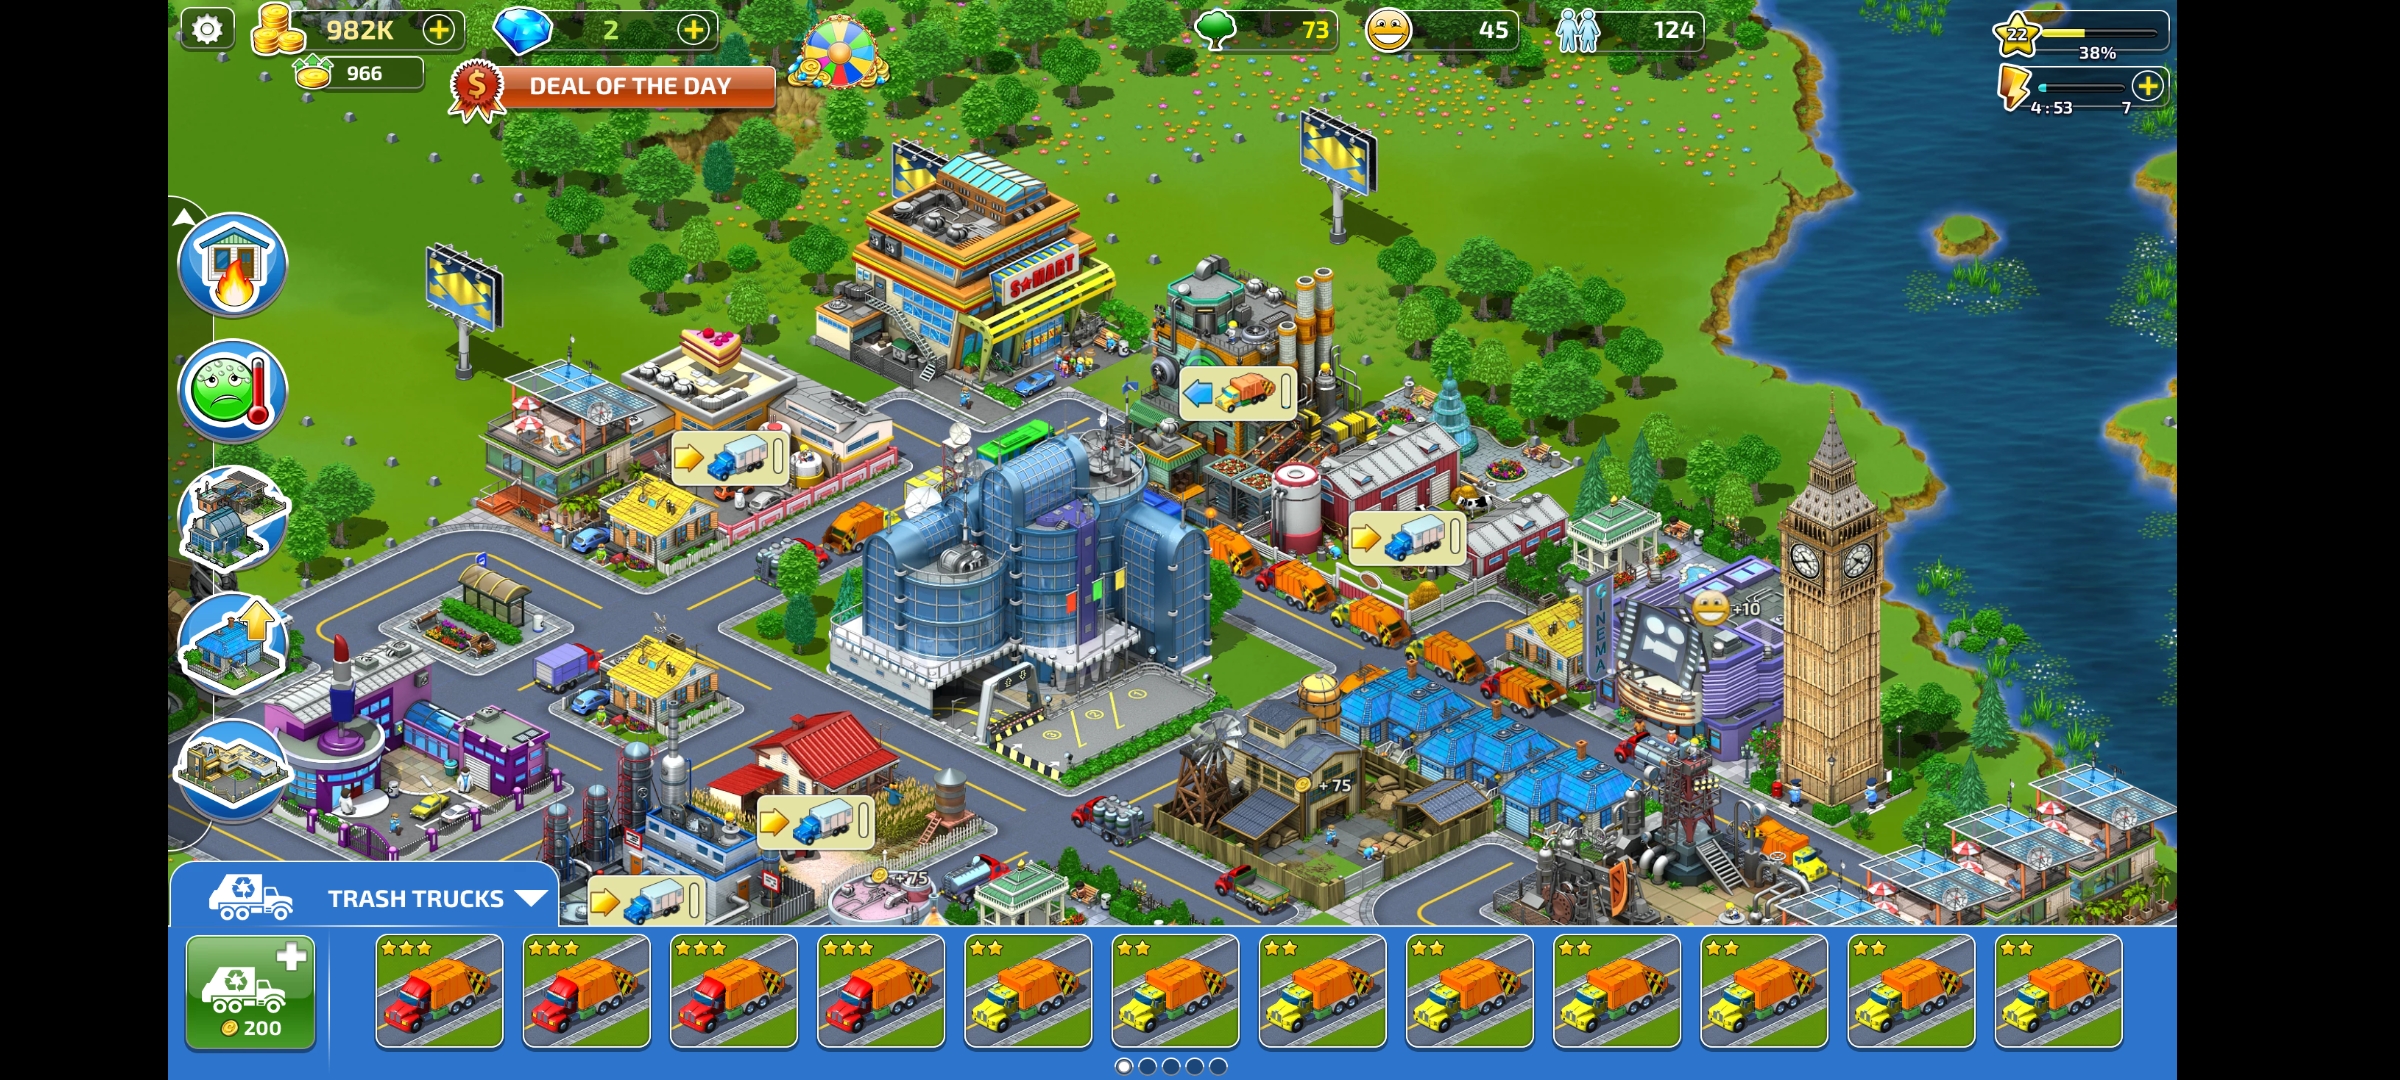 982K
2
73
45
124
22
38%
966
DEAL OF THE DAY
4:53
7
S★MART
CINEMA
+10
+75
+75
TRASH TRUCKS
200